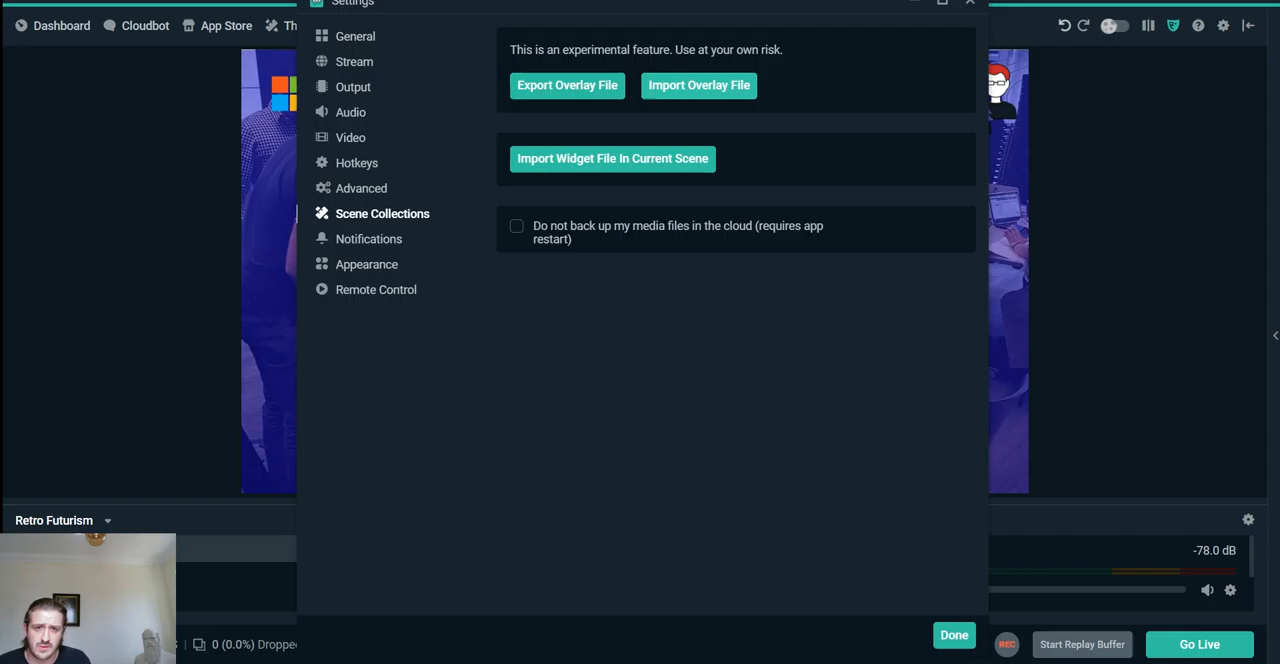 Settings
Dashboard
Cloudbot
App Store
Th
General
Stream
Output
Audio
Video
Hotkeys
Advanced
Scene Collections
Notifications
Appearance
Remote Control
This is an experimental feature. Use at your own risk.
Export Overlay File
Import Overlay File
Import Widget File In Current Scene
Do not back up my media files in the cloud (requires app
restart)
Retro Futurism
-78.0 dB
0 (0.0%) Dropped
Done
REC
Start Replay Buffer
Go Live